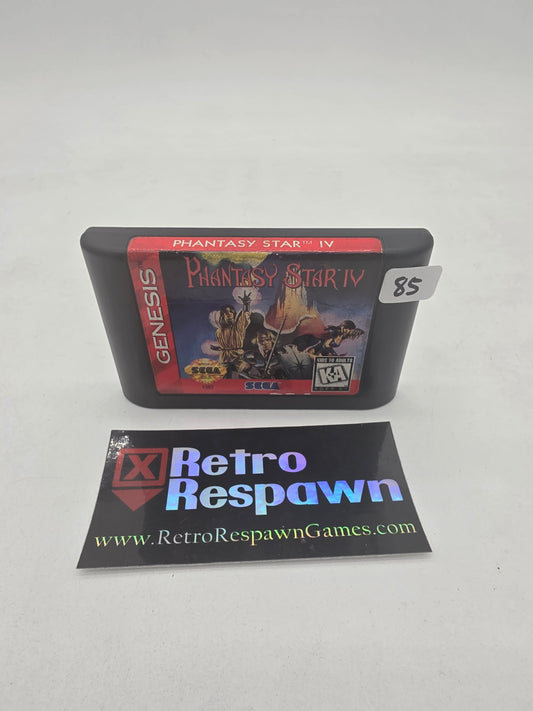 PHANTASY STAR™ IV
PHANTASY STAR IV
GENESIS
85
SEGA
SEGA
KIDS TO ADULTS
K-A
X Retro
Respawn
www.RetroRespawnGames.com